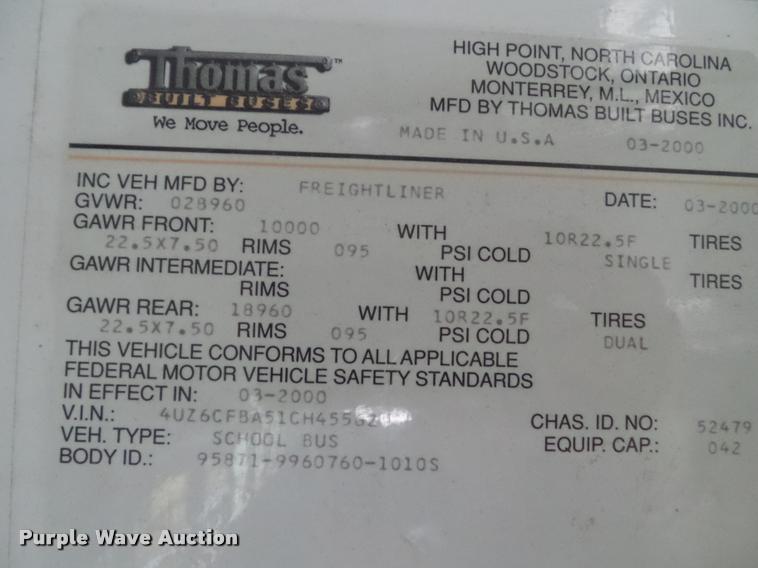 Thomas™
BUILT BUSES®
We Move People.
HIGH POINT, NORTH CAROLINA
WOODSTOCK, ONTARIO
MONTERREY, M.L., MEXICO
MFD BY THOMAS BUILT BUSES INC.
MADE IN U.S.A 03-2000
INC VEH MFD BY: FREIGHTLINER DATE: 03-2000
GVWR: 028960
GAWR FRONT: 10000 WITH 10R22.5F TIRES
22.5X7.50 RIMS 095 PSI COLD SINGLE
GAWR INTERMEDIATE: WITH TIRES
RIMS PSI COLD
GAWR REAR: 18960 WITH 10R22.5F TIRES
22.5X7.50 RIMS 095 PSI COLD DUAL
THIS VEHICLE CONFORMS TO ALL APPLICABLE
FEDERAL MOTOR VEHICLE SAFETY STANDARDS
IN EFFECT IN: 03-2000
V.I.N.: CHAS. ID. NO: 52479
VEH. TYPE: SCHOOL BUS EQUIP. CAP.: 042
BODY ID.: 95871-9960760-1010S
Purple Wave Auction